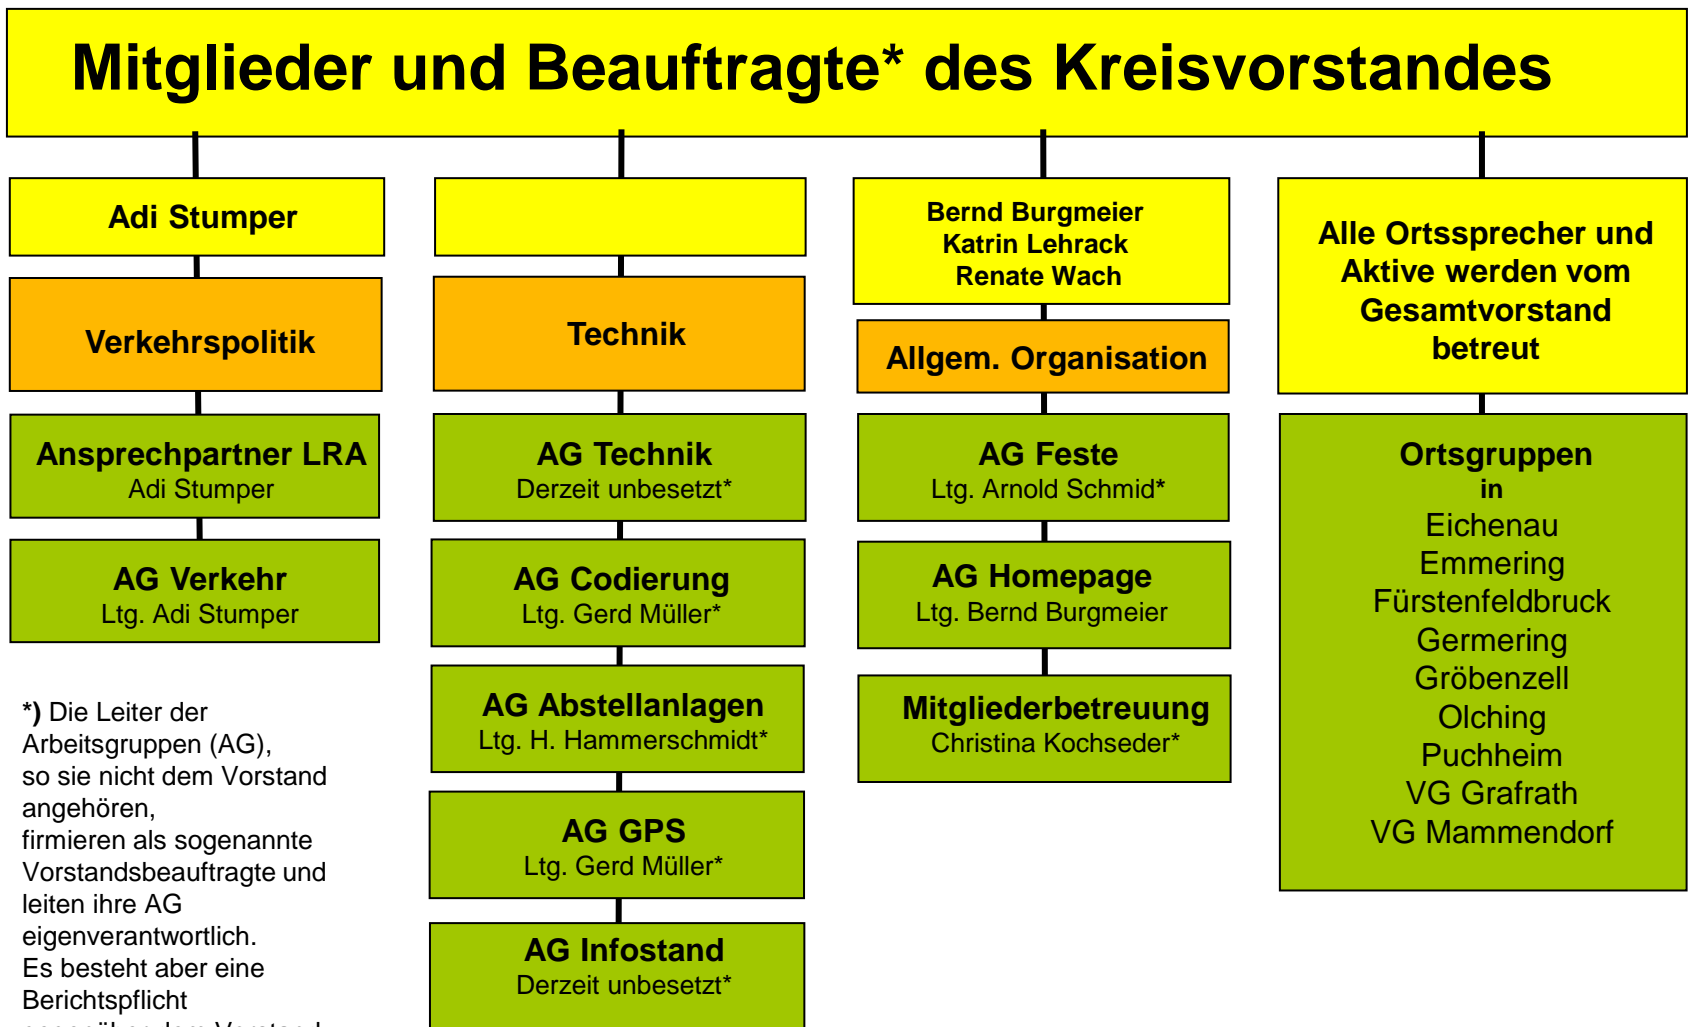 Mitglieder und Beauftragte* des Kreisvorstandes
Adi Stumper
Verkehrspolitik
Ansprechpartner LRA
Adi Stumper
AG Verkehr
Ltg. Adi Stumper
*) Die Leiter der
Arbeitsgruppen (AG),
so sie nicht dem Vorstand
angehören,
firmieren als sogenannte
Vorstandsbeauftragte und
leiten ihre AG
eigenverantwortlich.
Es besteht aber eine
Berichtspflicht
gegenüber dem Vorstand
Technik
AG Technik
Derzeit unbesetzt*
AG Codierung
Ltg. Gerd Müller*
AG Abstellanlagen
Ltg. H. Hammerschmidt*
AG GPS
Ltg. Gerd Müller*
AG Infostand
Derzeit unbesetzt*
Bernd Burgmeier
Katrin Lehrack
Renate Wach
Allgem. Organisation
AG Feste
Ltg. Arnold Schmid*
AG Homepage
Ltg. Bernd Burgmeier
Mitgliederbetreuung
Christina Kochseder*
Alle Ortssprecher und
Aktive werden vom
Gesamtvorstand
betreut
Ortsgruppen
in
Eichenau
Emmering
Fürstenfeldbruck
Germering
Gröbenzell
Olching
Puchheim
VG Grafrath
VG Mammendorf